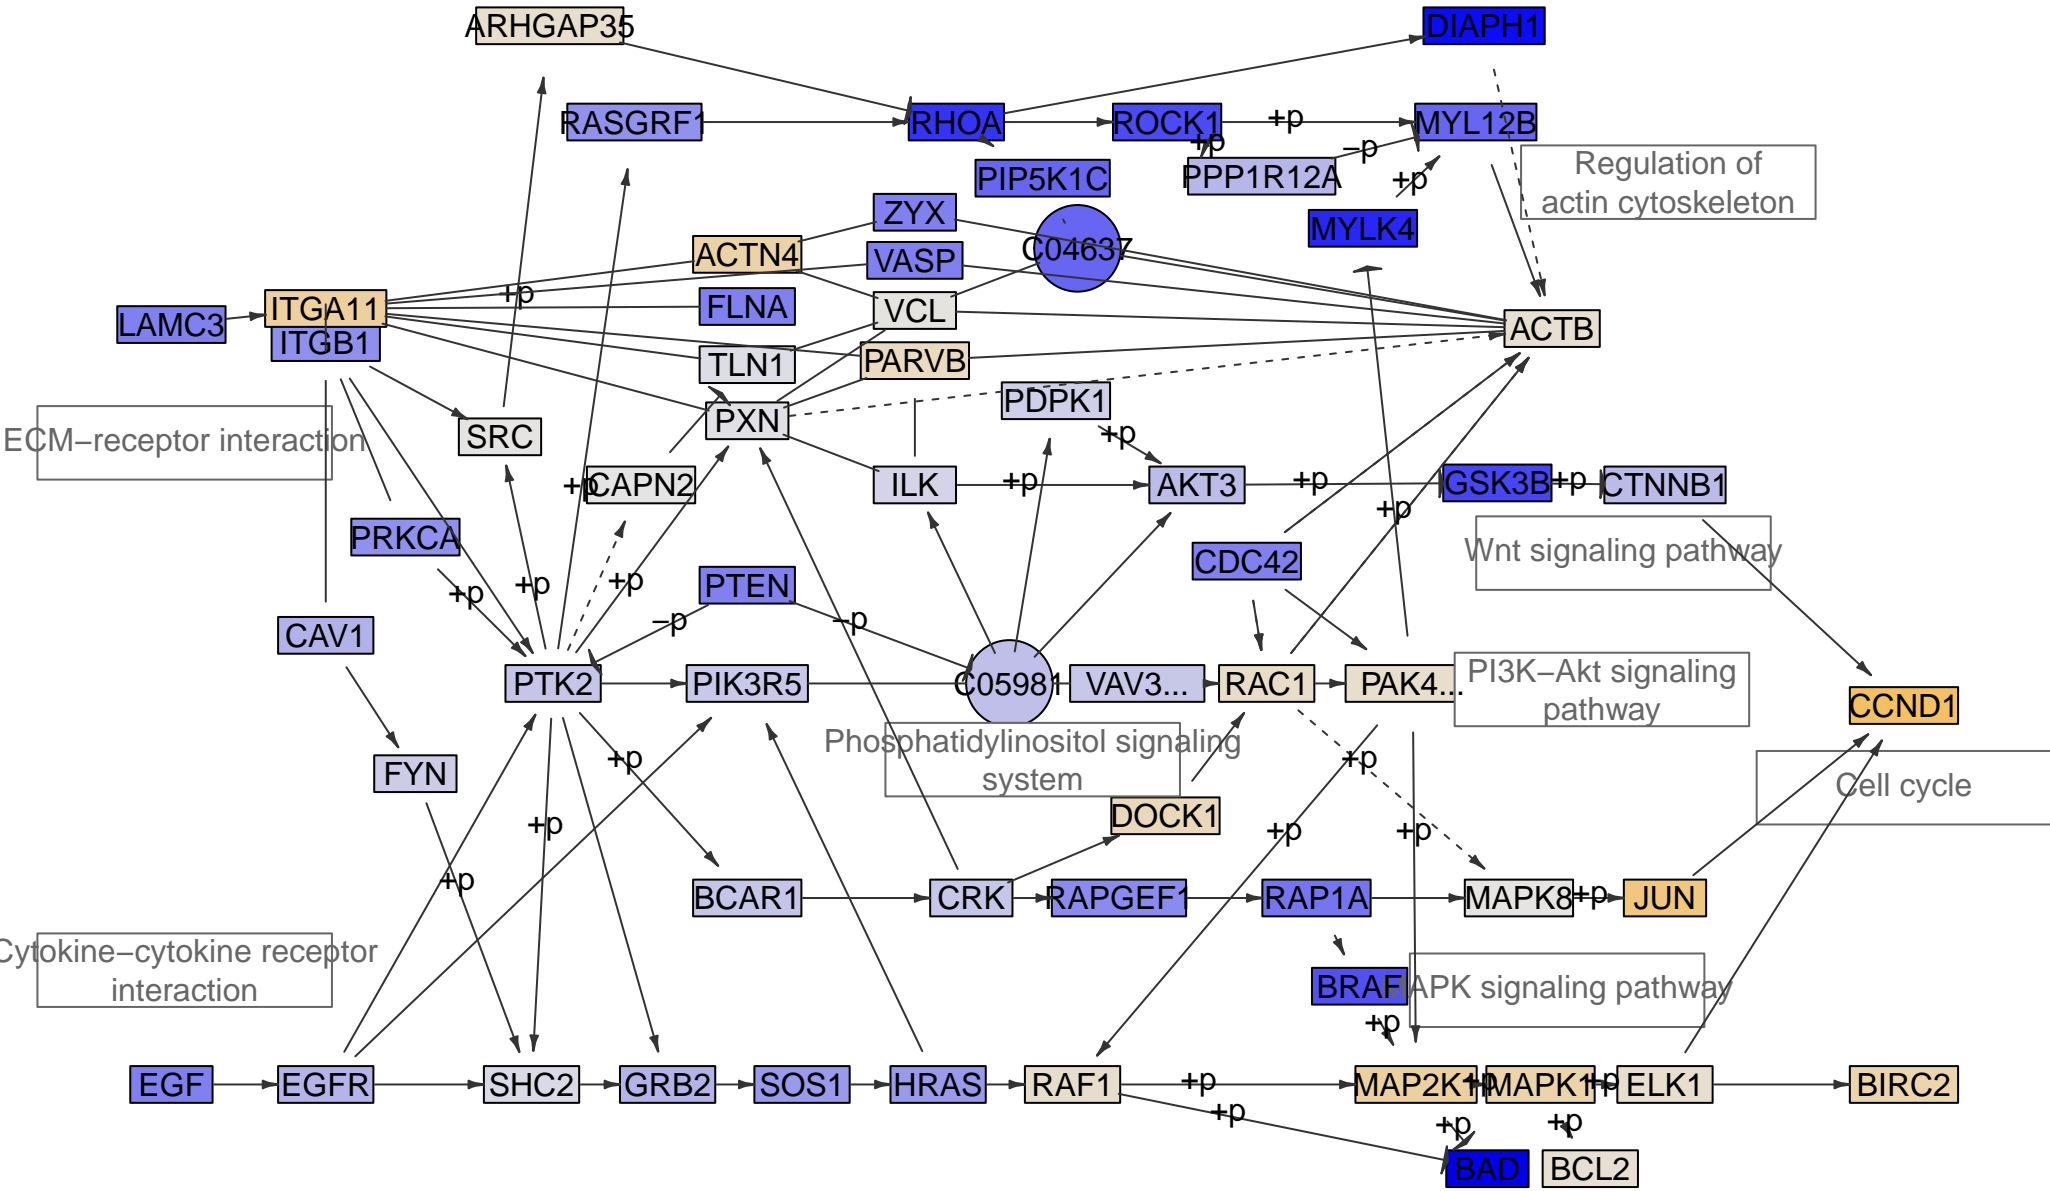 ARHGAP35
DIAPH1
RASGRF1
RHOA
ROCK1
+p
MYL12B
+p
−p
PIP5K1C
PPP1R12A
+p
Regulation of
actin cytoskeleton
ZYX
MYLK4
ACTN4
VASP
C04637
+p
LAMC3
ITGA11
FLNA
VCL
ITGB1
ACTB
TLN1
PARVB
PDPK1
PXN
+p
ECM−receptor interaction
SRC
+p
CAPN2
ILK
+p
AKT3
+p
GSK3B
+p
CTNNB1
+p
PRKCA
Wnt signaling pathway
CDC42
+p
+p
+p
PTEN
−p
−p
CAV1
PTK2
PIK3R5
C05981
VAV3...
RAC1
PAK4...
PI3K−Akt signaling
pathway
CCND1
Phosphatidylinositol signaling
system
+p
+p
FYN
Cell cycle
DOCK1
+p
+p
+p
+p
BCAR1
CRK
RAPGEF1
RAP1A
MAPK8
+p
JUN
Cytokine−cytokine receptor
interaction
BRAF
MAPK signaling pathway
+p
EGF
EGFR
SHC2
GRB2
SOS1
HRAS
RAF1
+p
MAP2K1
+p
MAPK1
+p
ELK1
BIRC2
+p
+p
+p
BAD
BCL2